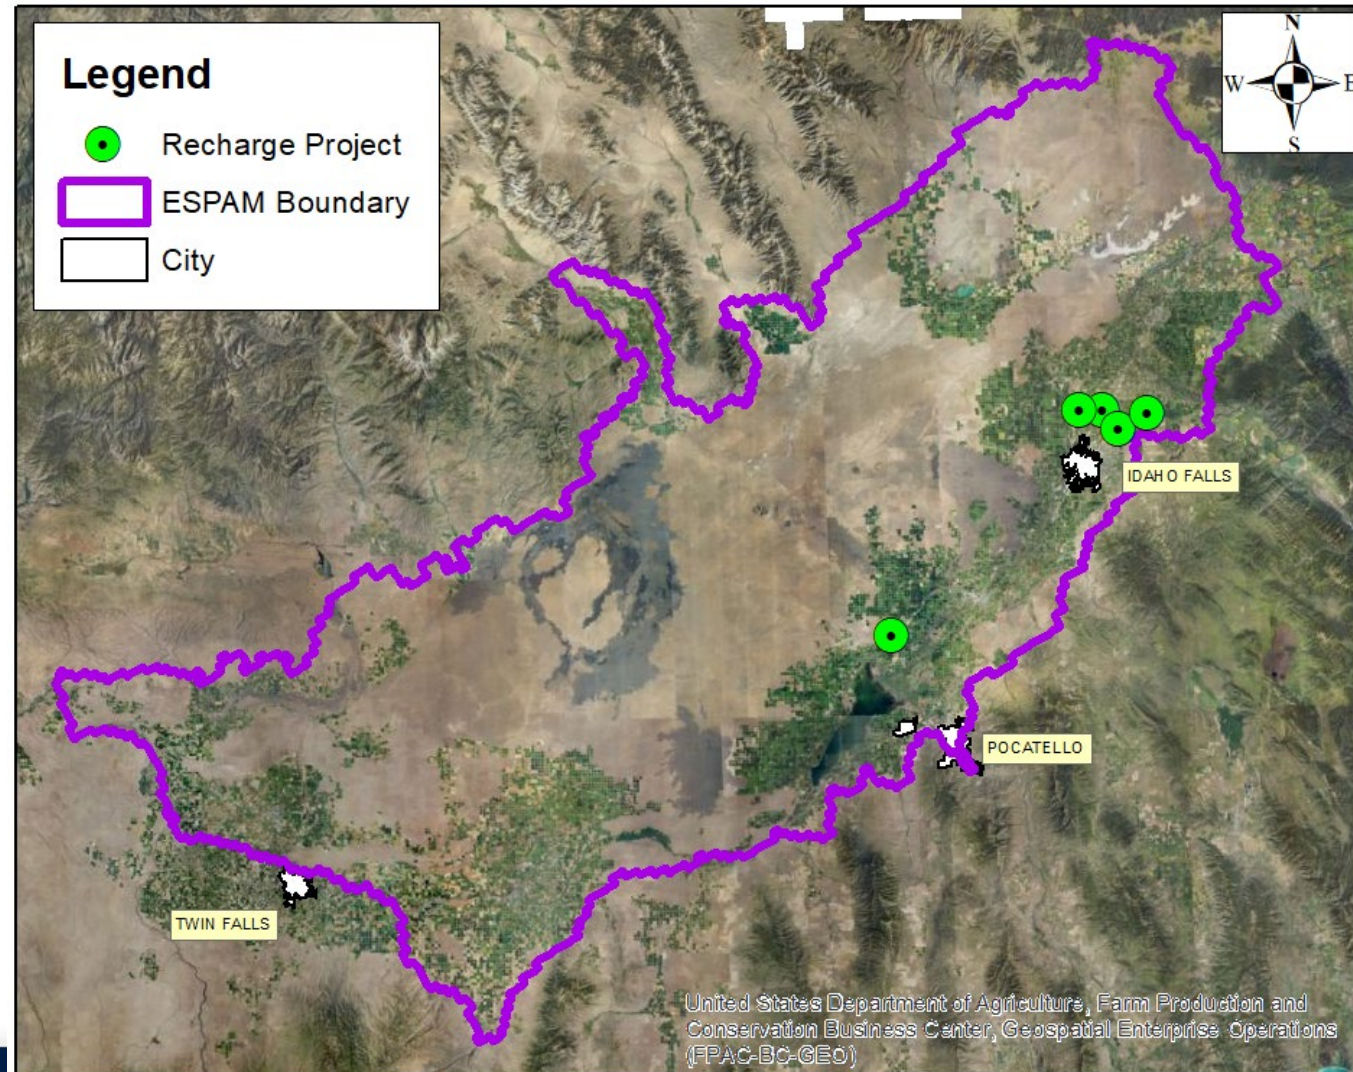 Legend
Recharge Project
ESPAM Boundary
City
N
W
E
S
IDAHO FALLS
POCATELLO
TWIN FALLS
United States Department of Agriculture, Farm Production and
Conservation Business Center, Geospatial Enterprise Operations
(FPAC-BC-GEO)